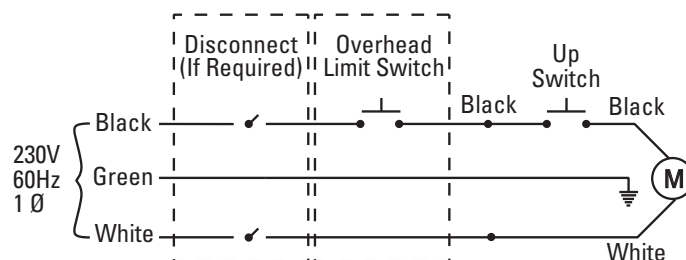 Disconnect
(If Required)
Overhead
Limit Switch
Up
Switch
Black
Black
Black
230V
60Hz
1 Ø
Green
M
White
White